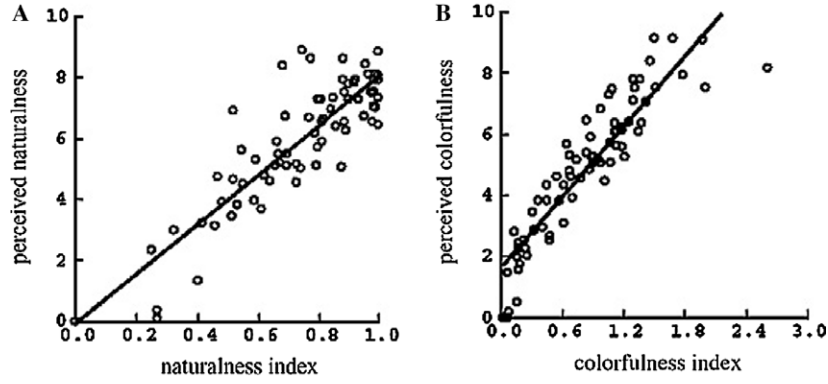 A
10
8
6
4
2
0
0.0 0.2 0.4 0.6 0.8 1.0
perceived naturalness
naturalness index
B
10
8
6
4
2
0
0.0 0.6 1.2 1.8 2.4 3.0
perceived colorfulness
colorfulness index